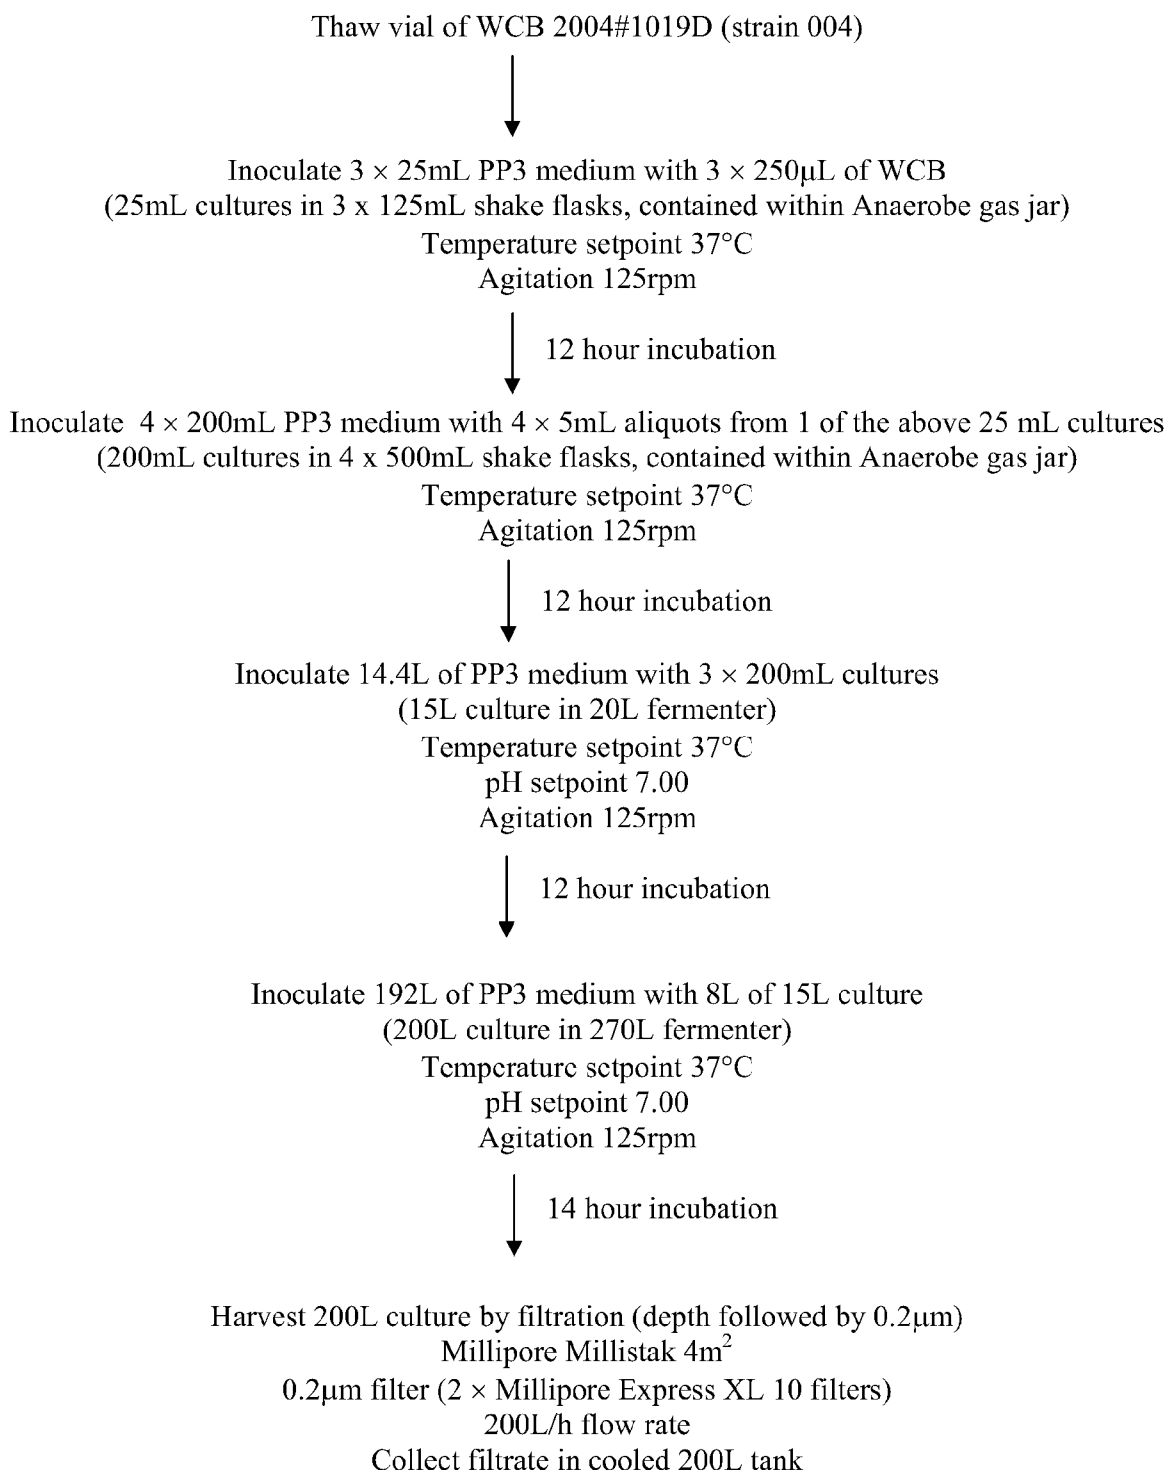 Thaw vial of WCB 2004#1019D (strain 004)
Inoculate 3 × 25mL PP3 medium with 3 × 250μL of WCB
(25mL cultures in 3 x 125mL shake flasks, contained within Anaerobe gas jar)
Temperature setpoint 37°C
Agitation 125rpm
12 hour incubation
Inoculate 4 × 200mL PP3 medium with 4 × 5mL aliquots from 1 of the above 25 mL cultures
(200mL cultures in 4 x 500mL shake flasks, contained within Anaerobe gas jar)
Temperature setpoint 37°C
Agitation 125rpm
12 hour incubation
Inoculate 14.4L of PP3 medium with 3 × 200mL cultures
(15L culture in 20L fermenter)
Temperature setpoint 37°C
pH setpoint 7.00
Agitation 125rpm
12 hour incubation
Inoculate 192L of PP3 medium with 8L of 15L culture
(200L culture in 270L fermenter)
Temperature setpoint 37°C
pH setpoint 7.00
Agitation 125rpm
14 hour incubation
Harvest 200L culture by filtration (depth followed by 0.2μm)
Millipore Millistak 4m²
0.2μm filter (2 × Millipore Express XL 10 filters)
200L/h flow rate
Collect filtrate in cooled 200L tank